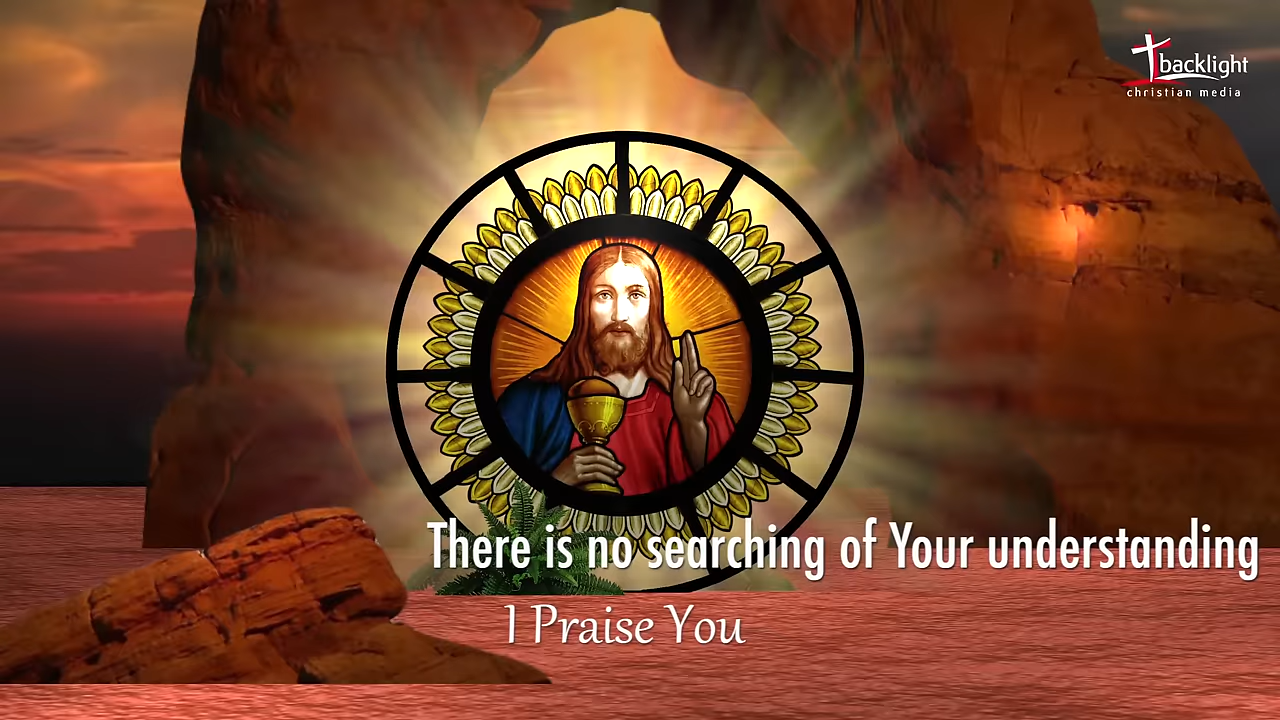 backlight
christian media
There is no searching of Your understanding
I Praise You